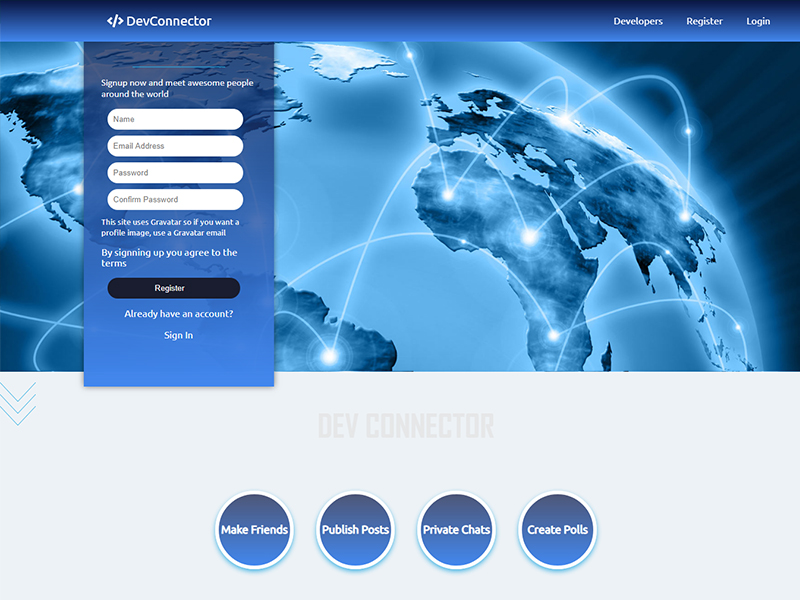 </> DevConnector
Developers Register Login
Signup now and meet awesome people
around the world
Name
Email Address
Password
Confirm Password
This site uses Gravatar so if you want a
profile image, use a Gravatar email
By signning up you agree to the
terms
Register
Already have an account?
Sign In
DEV CONNECTOR
Make Friends
Publish Posts
Private Chats
Create Polls